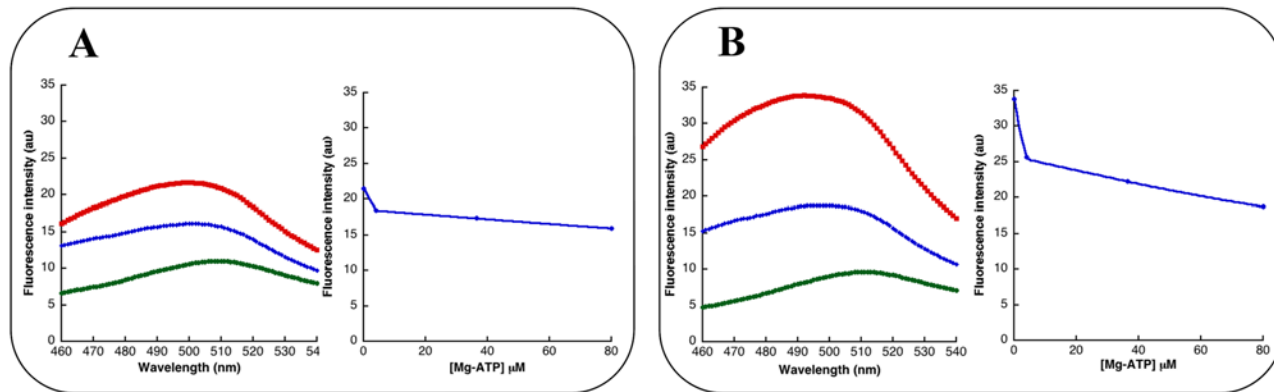 A
Fluorescence intensity (au)
35
30
25
20
15
10
5
0
460 470 480 490 500 510 520 530 54
Wavelength (nm)
Fluorescence intensity (au)
35
30
25
20
15
10
5
0
0 20 40 60 80
[Mg-ATP] µM
B
Fluorescence intensity (au)
35
30
25
20
15
10
5
0
460 470 480 490 500 510 520 530 540
Wavelength (nm)
Fluorescence intensity (au)
35
30
25
20
15
10
5
0
0 20 40 60 80
[Mg-ATP] µM